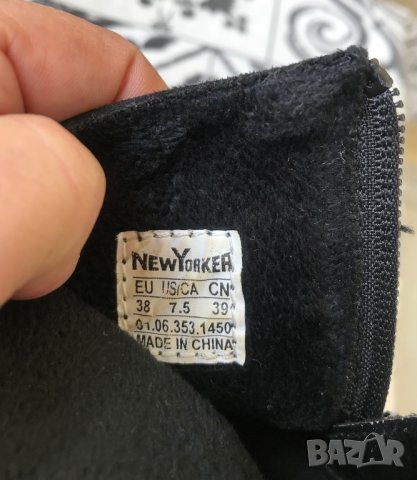 NEWYORKER
EU US/CA CN
38 7.5 39
01.06.353.1450
MADE IN CHINA
BAZAR